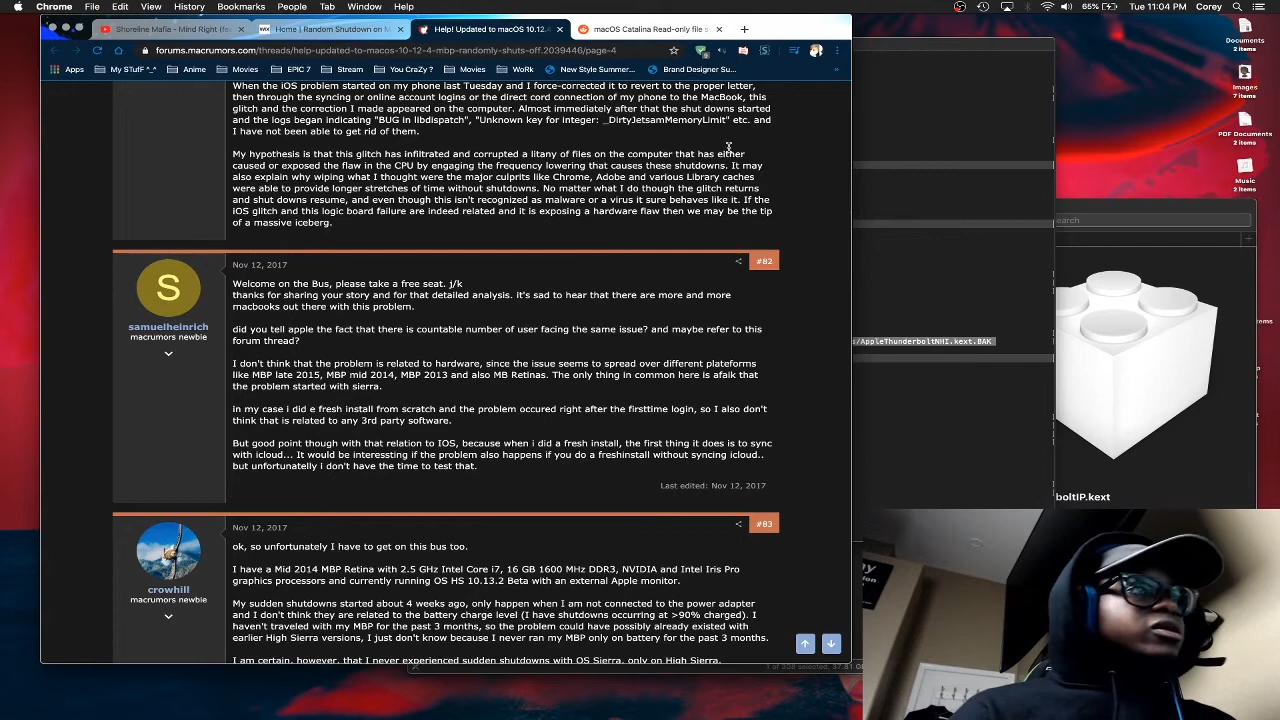 Chrome File Edit View History Bookmarks People Tab Window Help
Tue 11:04 PM Corey
Shoreline Mafia - Mind Right (fea
Home | Random Shutdown on M
Help! Updated to macOS 10.12.4
macOS Catalina Read-only file s
forums.macrumors.com/threads/help-updated-to-macos-10-12-4-mbp-randomly-shuts-off.2039446/page-4
Apps My STufF ^_^ Anime Movies EPIC 7 Stream You CraZy ? Movies WoRk New Style Summer... Brand Designer Su... »
When the iOS problem started on my phone last Tuesday and I force-corrected it to revert to the proper letter,
then through the syncing or online account logins or the direct cord connection of my phone to the MacBook, this
glitch and the correction I made appeared on the computer. Almost immediately after that the shut downs started
and the logs began indicating "BUG in libdispatch", "Unknown key for integer: _DirtyJetsamMemoryLimit" etc. and
I have not been able to get rid of them.
My hypothesis is that this glitch has infiltrated and corrupted a litany of files on the computer that has either
caused or exposed the flaw in the CPU by engaging the frequency lowering that causes these shutdowns. It may
also explain why wiping what I thought were the major culprits like Chrome, Adobe and various Library caches
were able to provide longer stretches of time without shutdowns. No matter what I do though the glitch returns
and shut downs resume, and even though this isn't recognized as malware or a virus it sure behaves like it. If the
iOS glitch and this logic board failure are indeed related and it is exposing a hardware flaw then we may be the tip
of a massive iceberg.
S
samuelheinrich
macrumors newbie
Nov 12, 2017
#82
Welcome on the Bus, please take a free seat. j/k
thanks for sharing your story and for that detailed analysis. it's sad to hear that there are more and more
macbooks out there with this problem.
did you tell apple the fact that there is countable number of user facing the same issue? and maybe refer to this
forum thread?
I don't think that the problem is related to hardware, since the issue seems to spread over different plateforms
like MBP late 2015, MBP mid 2014, MBP 2013 and also MB Retinas. The only thing in common here is afaik that
the problem started with sierra.
in my case i did e fresh install from scratch and the problem occured right after the firsttime login, so I also don't
think that is related to any 3rd party software.
But good point though with that relation to IOS, because when i did a fresh install, the first thing it does is to sync
with icloud... It would be interessting if the problem also happens if you do a freshinstall without syncing icloud..
but unfortunatelly i don't have the time to test that.
Last edited: Nov 12, 2017
crowhill
macrumors newbie
Nov 12, 2017
#83
ok, so unfortunately I have to get on this bus too.
I have a Mid 2014 MBP Retina with 2.5 GHz Intel Core i7, 16 GB 1600 MHz DDR3, NVIDIA and Intel Iris Pro
graphics processors and currently running OS HS 10.13.2 Beta with an external Apple monitor.
My sudden shutdowns started about 4 weeks ago, only happen when I am not connected to the power adapter
and I don't think they are related to the battery charge level (I have shutdowns occurring at >90% charged). I
haven't traveled with my MBP for the past 3 months, so the problem could have possibly already existed with
earlier High Sierra versions, I just don't know because I never ran my MBP only on battery for the past 3 months.
I am certain, however, that I never experienced sudden shutdowns with OS Sierra, only on High Sierra.
s/AppleThunderboltNHI.kext.BAK
earch
boltIP.kext
Documents
2 items
Images
7 items
PDF Documents
2 items
Documents
2 items